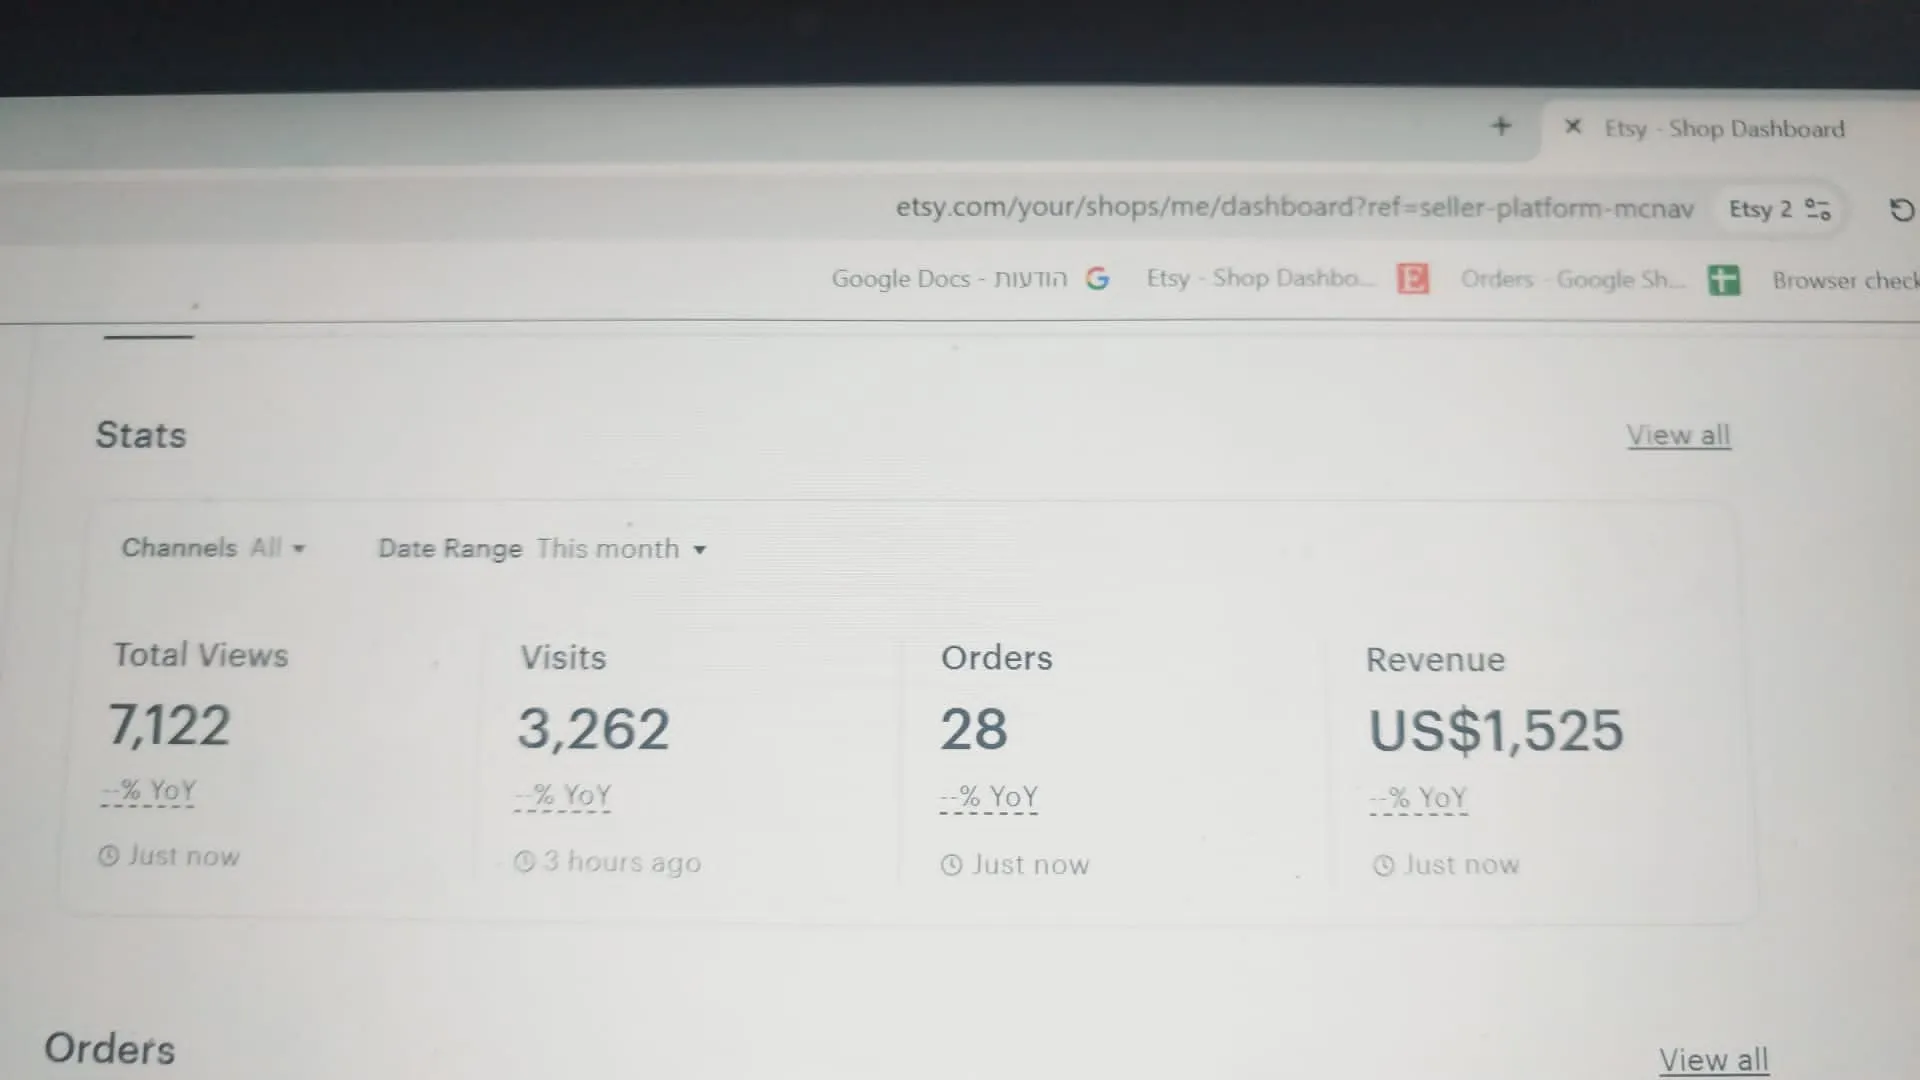 Etsy - Shop Dashboard
etsy.com/your/shops/me/dashboard?ref=seller-platform-mcnav Etsy 2
Google Docs - הודעות Etsy - Shop Dashbo... Orders - Google Sh... Browser check
Stats View all
Channels All Date Range This month
Total Views Visits Orders Revenue
7,122 3,262 28 US$1,525
--% YoY --% YoY --% YoY --% YoY
Just now 3 hours ago Just now Just now
Orders View all